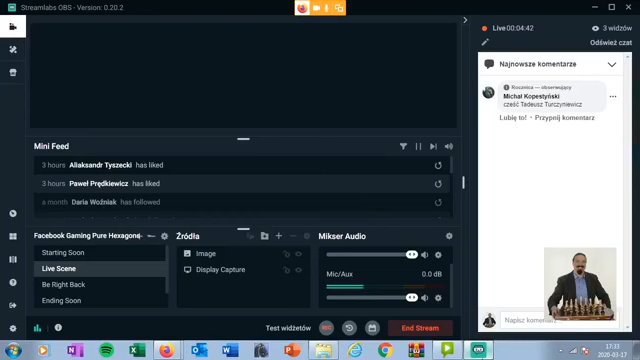 Streamlabs OBS - Version: 0.20.2
Live 00:04:42
3 widzów
Odśwież czat
Najnowsze komentarze
Rocznica — obserwujący
Michał Kopestyński
cześć Tadeusz Turczyniewicz
Lubię to! · Przypnij komentarz
Mini Feed
3 hours Aliaksandr Tyszecki has liked
3 hours Paweł Prędkiewicz has liked
a month Daria Woźniak has followed
Facebook Gaming Pure Hexagons
Starting Soon
Live Scene
Be Right Back
Ending Soon
Źródła
Image
Display Capture
Mikser Audio
Mic/Aux
0.0 dB
Test widżetów
REC
End Stream
Napisz komentarz
17:33
2020-03-17